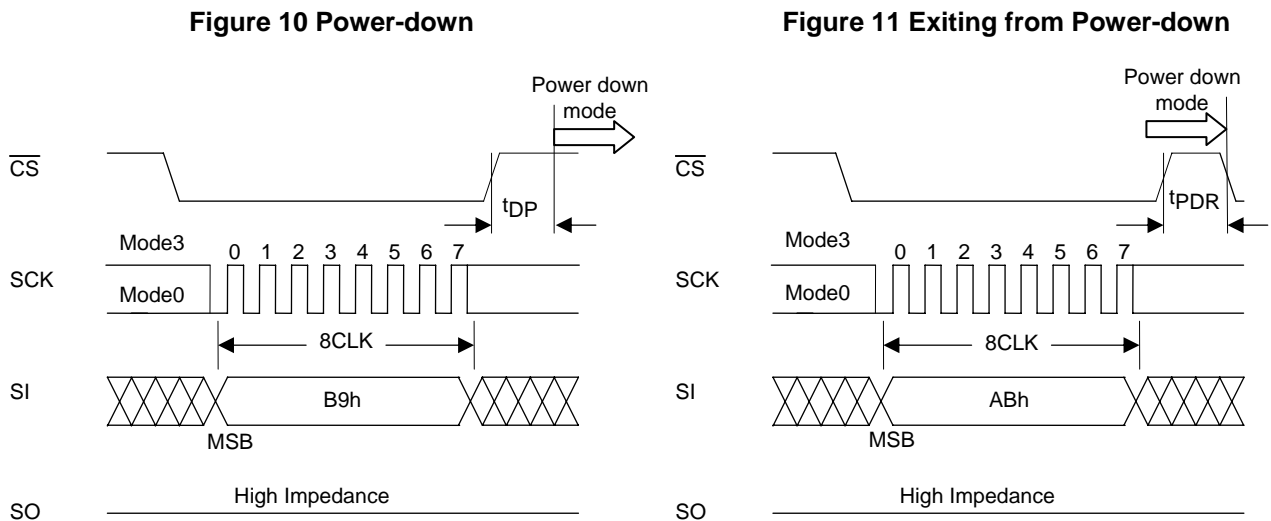 Figure 10 Power-down
Power down
mode
CS
tDP
Mode3
0 1 2 3 4 5 6 7
SCK
Mode0
8CLK
SI
B9h
MSB
High Impedance
SO
Figure 11 Exiting from Power-down
Power down
mode
CS
tPDR
Mode3
0 1 2 3 4 5 6 7
SCK
Mode0
8CLK
SI
ABh
MSB
High Impedance
SO